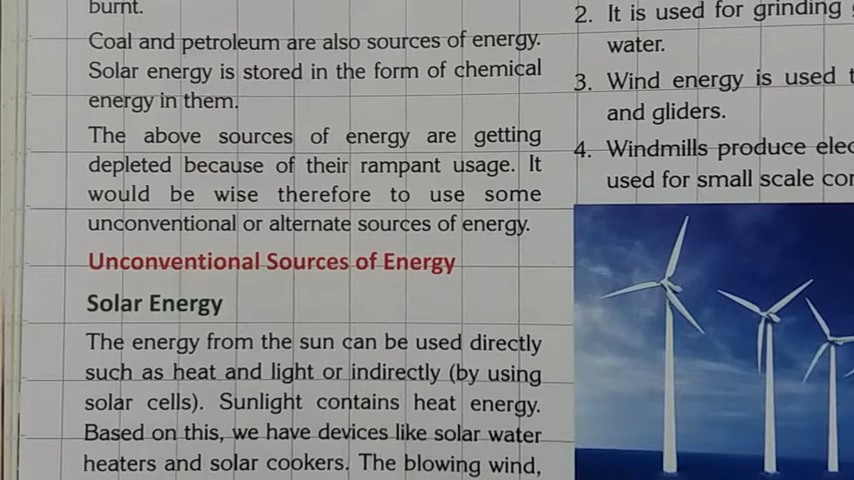 burnt.
Coal and petroleum are also sources of energy.
Solar energy is stored in the form of chemical
energy in them.
The above sources of energy are getting
depleted because of their rampant usage. It
would be wise therefore to use some
unconventional or alternate sources of energy.
Unconventional Sources of Energy
Solar Energy
The energy from the sun can be used directly
such as heat and light or indirectly (by using
solar cells). Sunlight contains heat energy.
Based on this, we have devices like solar water
heaters and solar cookers. The blowing wind,
2. It is used for grinding
water.
3. Wind energy is used
and gliders.
4. Windmills produce
used for small scale